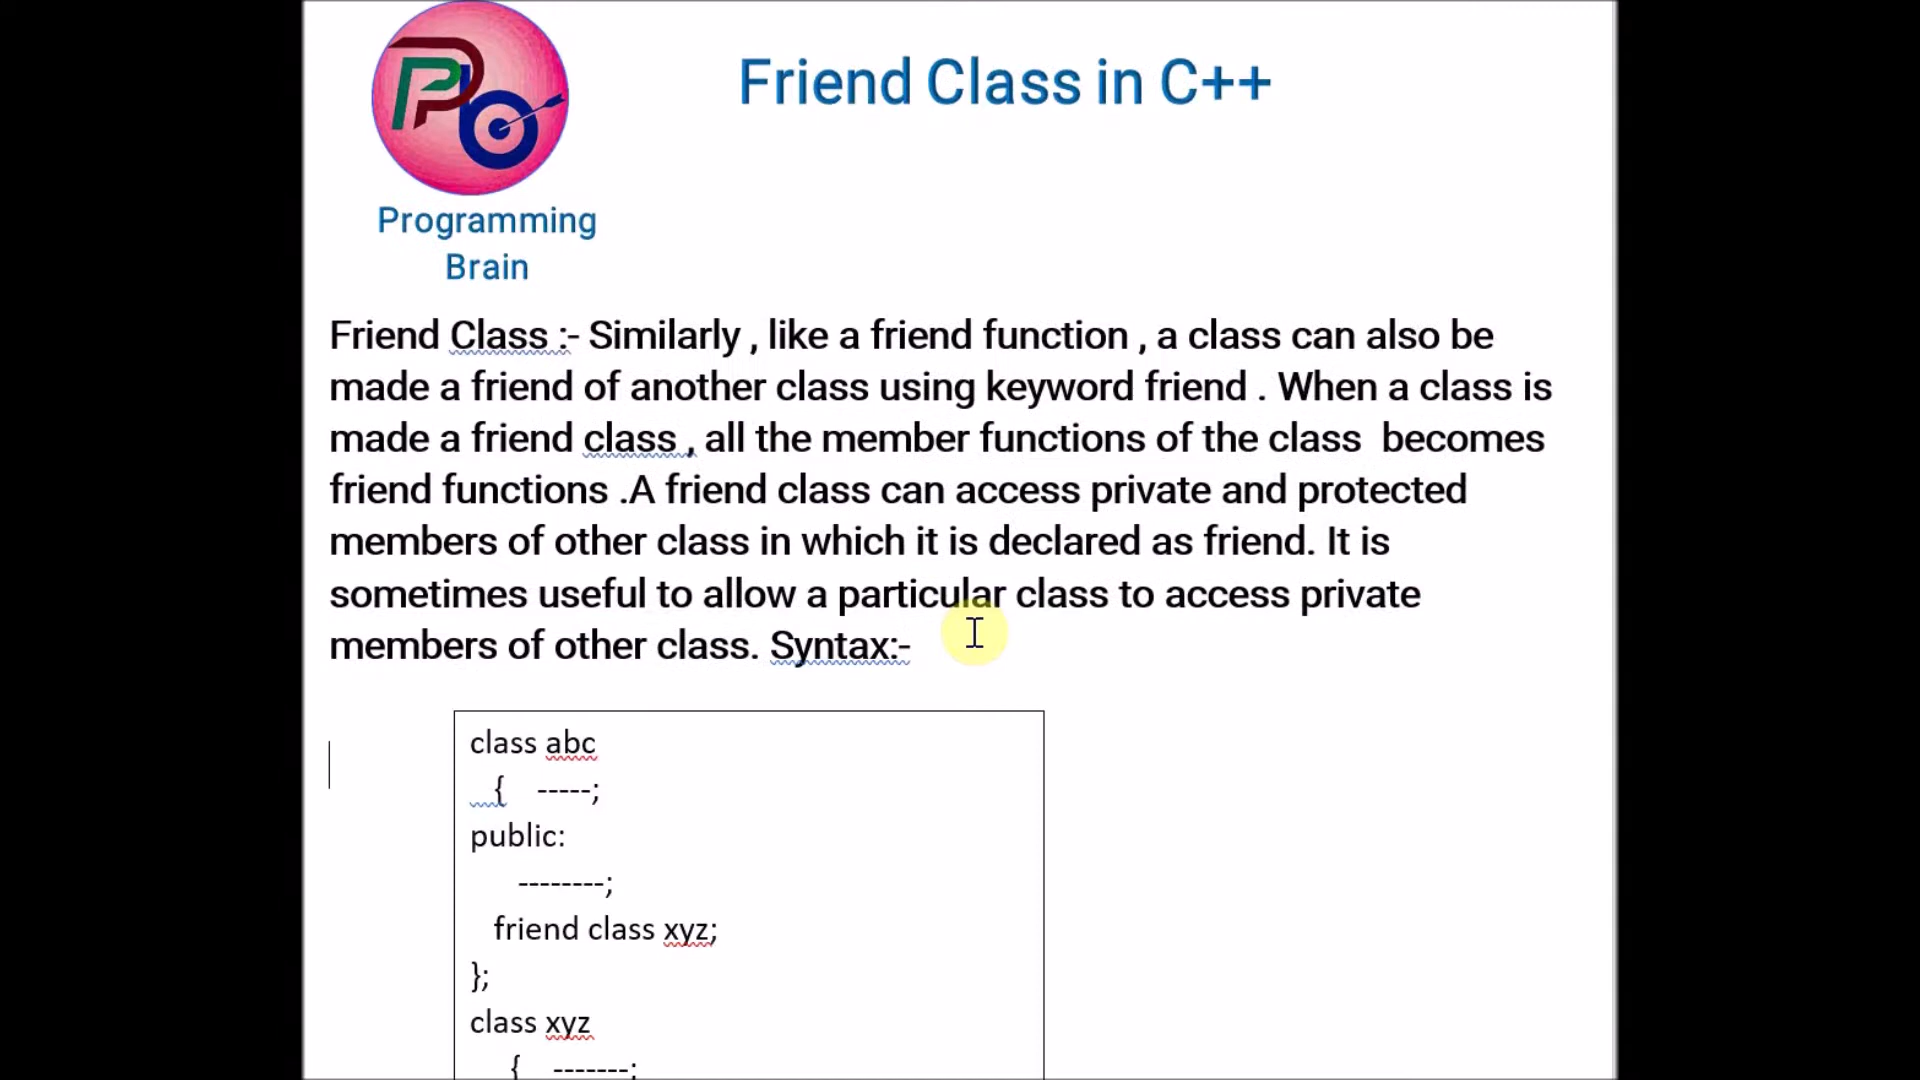 Friend Class in C++
Programming
Brain
Friend Class :- Similarly , like a friend function , a class can also be
made a friend of another class using keyword friend . When a class is
made a friend class , all the member functions of the class  becomes
friend functions .A friend class can access private and protected
members of other class in which it is declared as friend. It is
sometimes useful to allow a particular class to access private
members of other class. Syntax:-
class abc
{    -----;
public:
--------;
friend class xyz;
};
class xyz
{    -------;